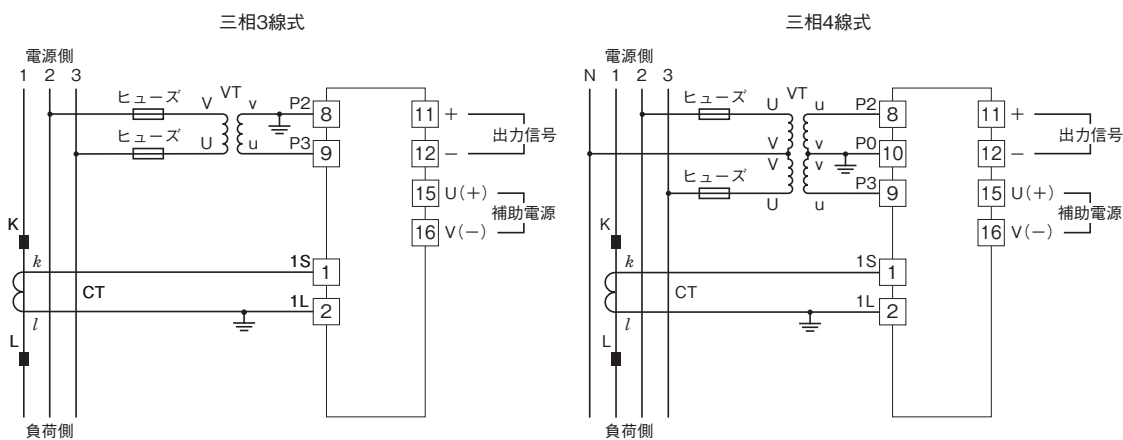 三相3線式
電源側
1 2 3
ヒューズ
V VT v P2 8
ヒューズ
U u P3 9
11 +
出力信号
12 −
15 U(+)
補助電源
16 V(−)
K
k 1S 1
CT
l 1L 2
L
負荷側
三相4線式
電源側
N 1 2 3
ヒューズ
U VT u P2 8
V v P0 10
V v
ヒューズ
U u P3 9
11 +
出力信号
12 −
15 U(+)
補助電源
16 V(−)
K
k 1S 1
CT
l 1L 2
L
負荷側